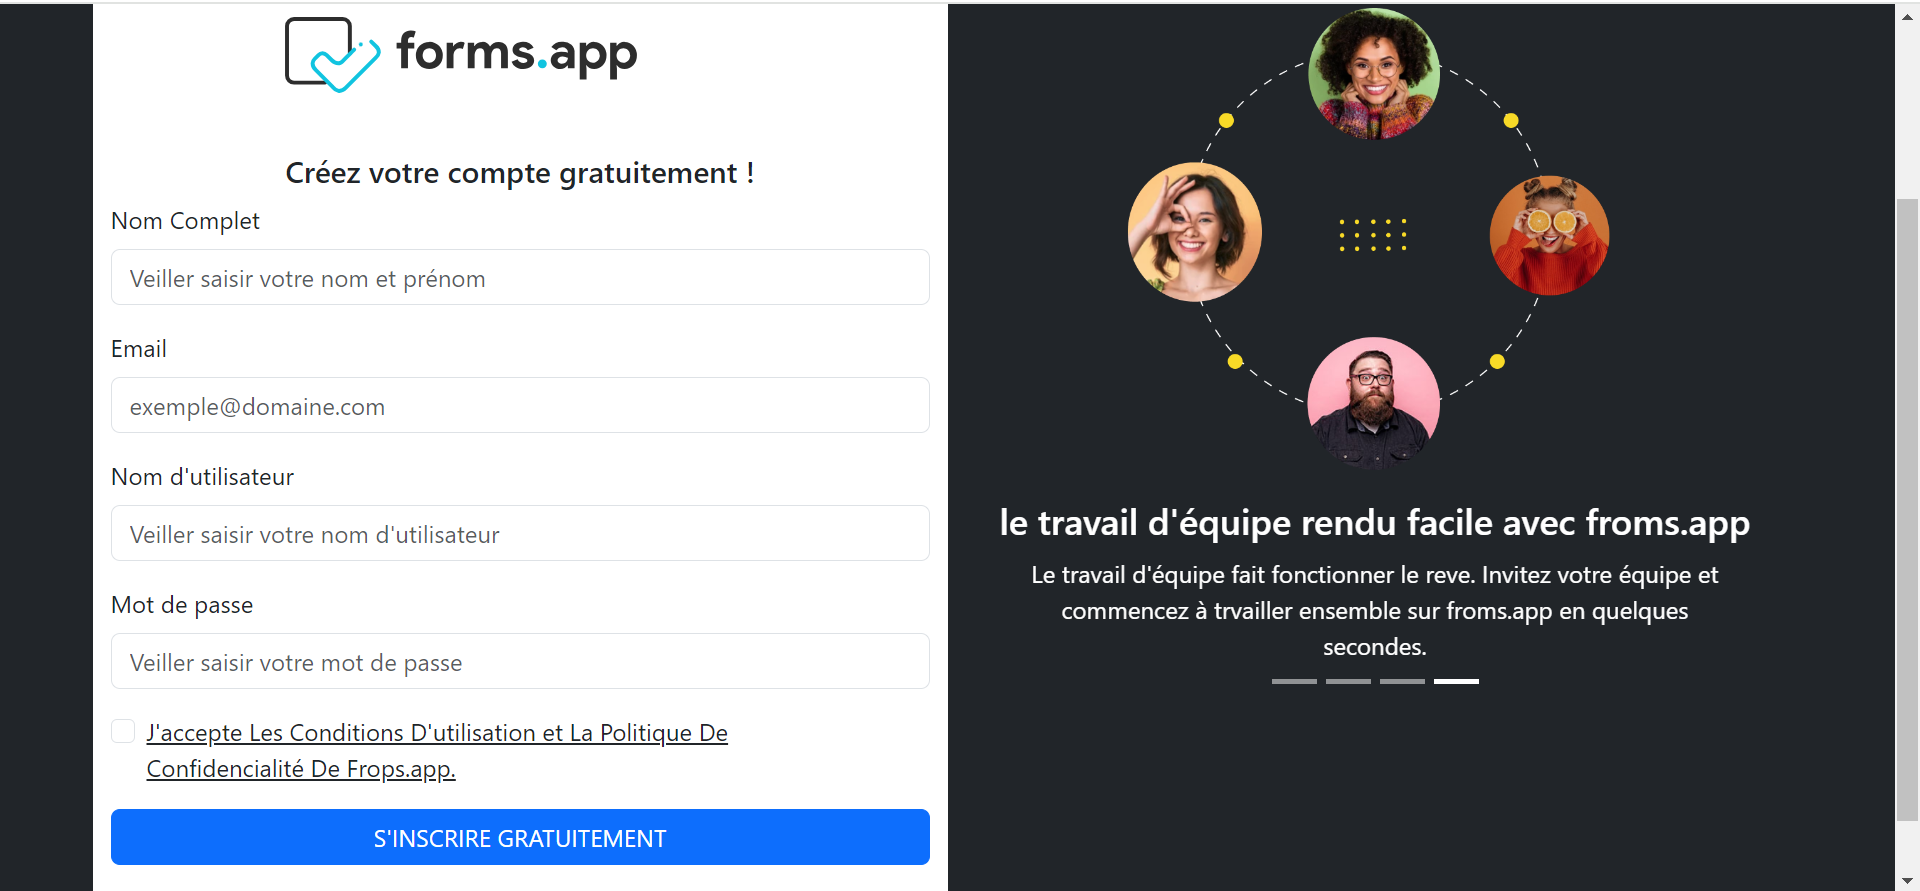 forms.app
Créez votre compte gratuitement !
Nom Complet
Veiller saisir votre nom et prénom
Email
exemple@domaine.com
Nom d'utilisateur
Veiller saisir votre nom d'utilisateur
Mot de passe
Veiller saisir votre mot de passe
J'accepte Les Conditions D'utilisation et La Politique De
Confidencialité De Frops.app.
S'INSCRIRE GRATUITEMENT
le travail d'équipe rendu facile avec froms.app
Le travail d'équipe fait fonctionner le reve. Invitez votre équipe et
commencez à trvailler ensemble sur froms.app en quelques
secondes.